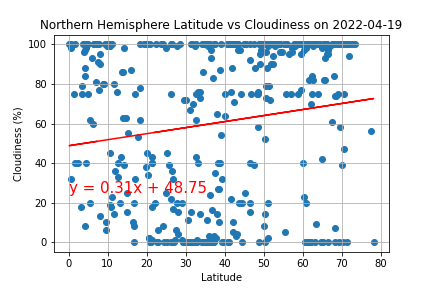 Northern Hemisphere Latitude vs Cloudiness on 2022-04-19
100
80
60
40
20
0
Cloudiness (%)
y = 0.31x + 48.75
0 10 20 30 40 50 60 70 80
Latitude